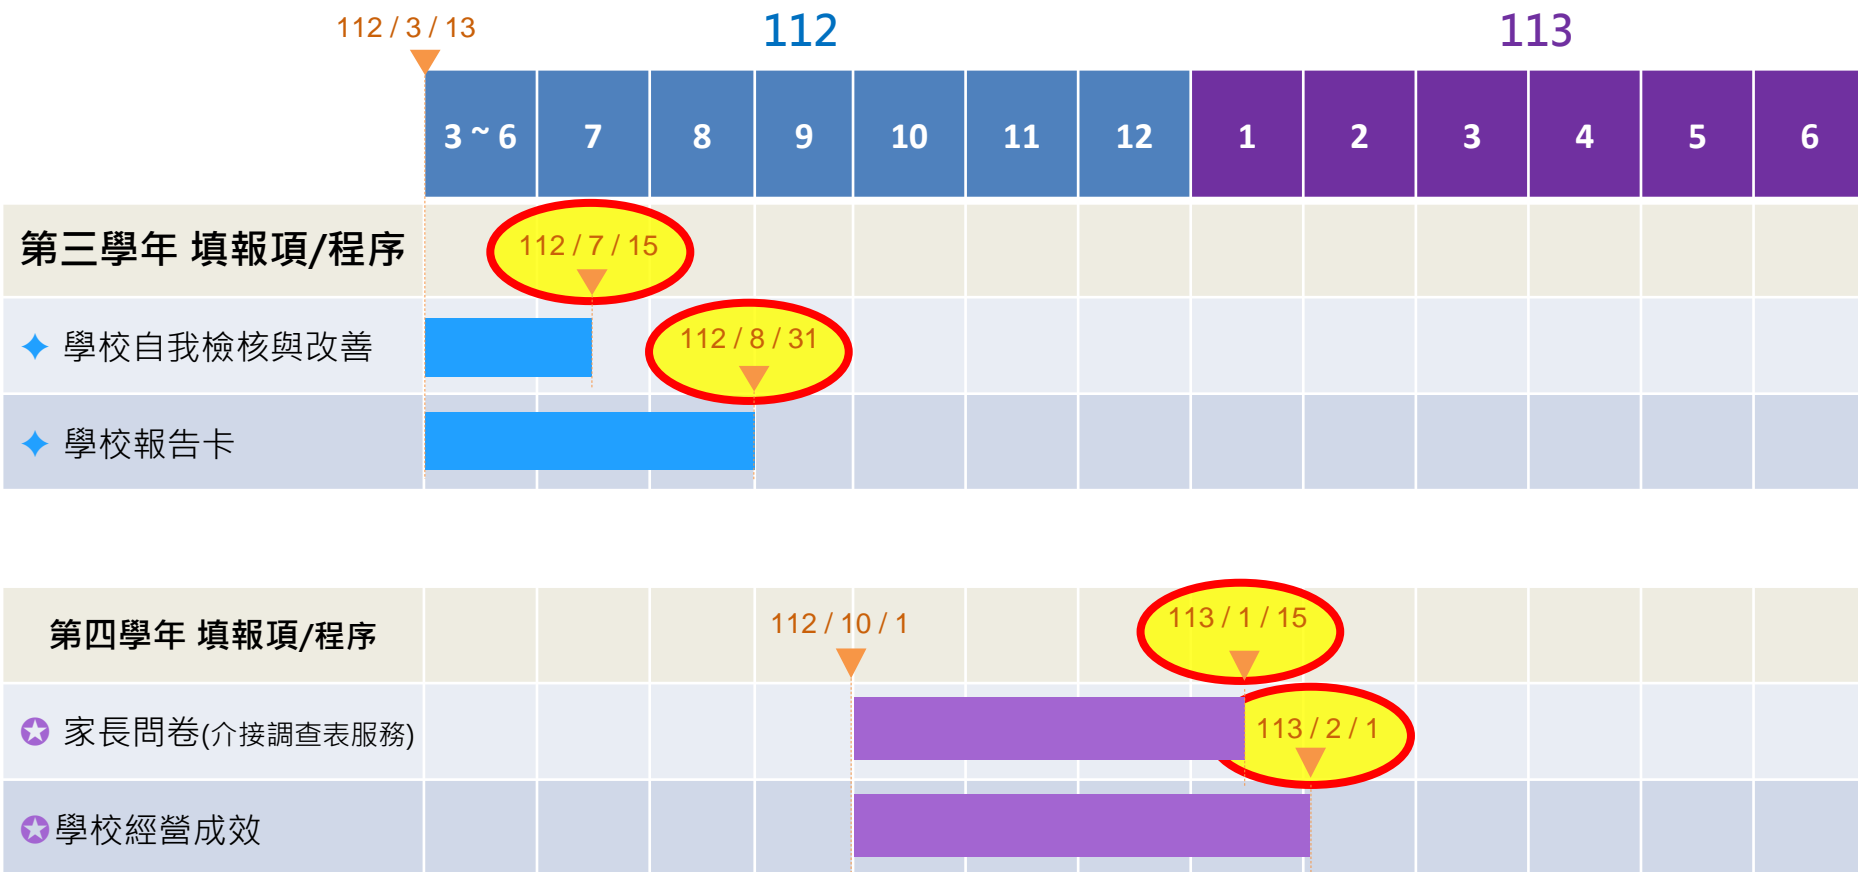 112 / 3 / 13
112
113
3 ~ 6 7 8 9 10 11 12 1 2 3 4 5 6
第三學年 填報項/程序
112 / 7 / 15
學校自我檢核與改善
112 / 8 / 31
學校報告卡
第四學年 填報項/程序
112 / 10 / 1
113 / 1 / 15
家長問卷(介接調查表服務)
113 / 2 / 1
學校經營成效